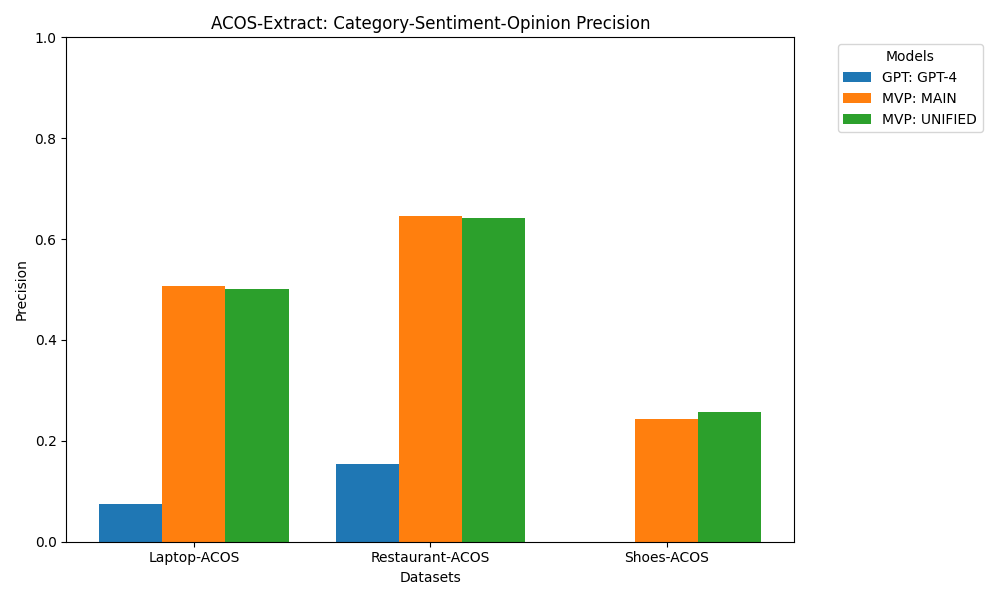 ACOS-Extract: Category-Sentiment-Opinion Precision
Models
GPT: GPT-4
MVP: MAIN
MVP: UNIFIED
Precision
1.0
0.8
0.6
0.4
0.2
0.0
Laptop-ACOS
Restaurant-ACOS
Shoes-ACOS
Datasets